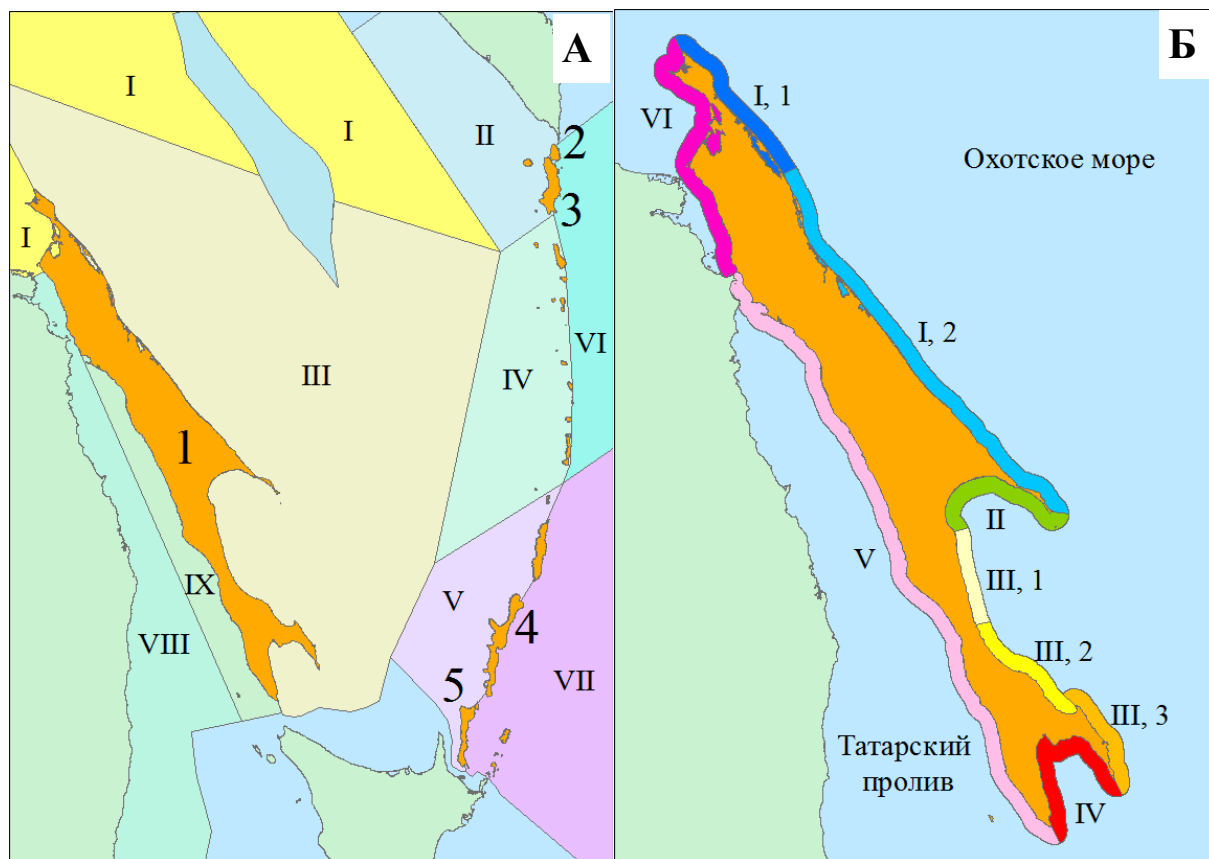 А
I
I
II
2
3
I
III
IV
VI
1
V
4
IX
VIII
5
VII
Б
I, 1
VI
Охотское море
I, 2
II
III, 1
V
III, 2
III, 3
Татарский
пролив
IV